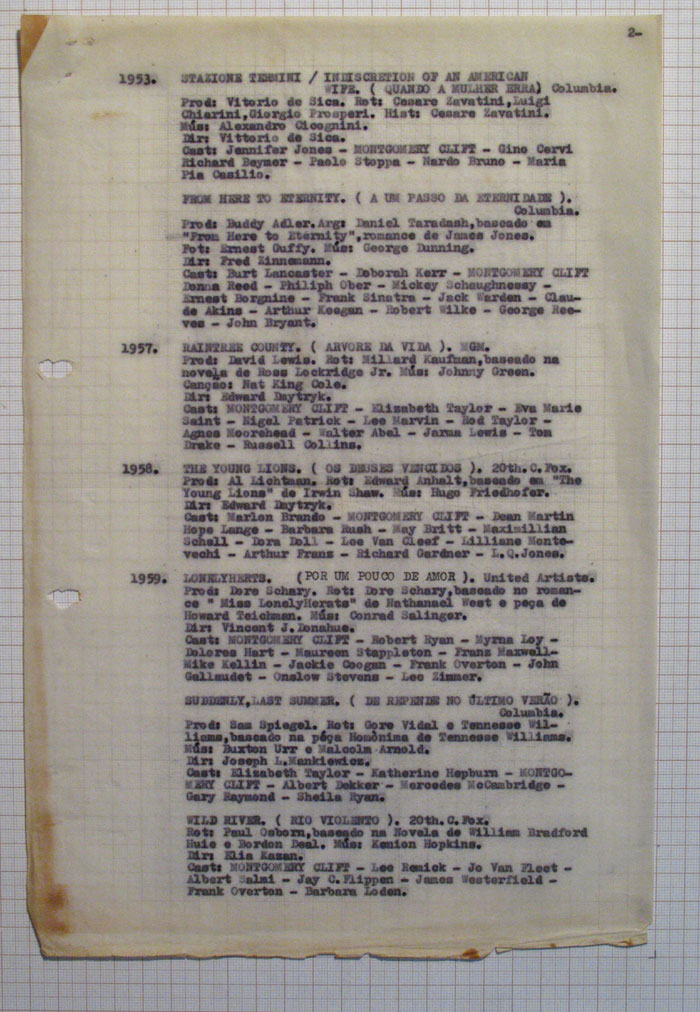 2-
1953. STAZIONE TERMINI / INDISCRETION OF AN AMERICAN
WIFE. ( QUANDO A MULHER ERRA) Columbia.
Prod: Vitorio de Sica. Rot: Cesare Zavatini,Luigi
Chiarini,Giorgio Prosperi. Hist: Cesare Zavatini.
Mús: Alexandro Cicognini.
Dir: Vittorio de Sica.
Cast: Jennifer Jones - MONTGOMERY CLIFT - Gino Cervi
Richard Beymer - Paolo Stoppa - Nardo Bruno - Maria
Pia Casilio.
FROM HERE TO ETERNITY. ( A UM PASSO DA ETERNIDADE ).
Columbia.
Prod: Buddy Adler.Arg: Daniel Taradash,baseado em
"From Here to Eternity",romance de James Jones.
Fot: Ernest Guffy. Mús: George Dunning.
Dir: Fred Zinnemann.
Cast: Burt Lancaster - Deborah Kerr - MONTGOMERY CLIFT
Donna Reed - Philiph Ober - Mickey Schaughnessy -
Ernest Borgnine - Frank Sinatra - Jack Warden - Clau-
de Akins - Arthur Keegan - Robert Wilke - George Ree-
ves - John Bryant.
1957. RAINTREE COUNTY. ( ARVORE DA VIDA ). MGM.
Prod: David Lewis. Rot: Millard Kaufman,baseado na
novela de Ross Lockridge Jr. Mús: Johnny Green.
Canção: Nat King Cole.
Dir: Edward Dmytryk.
Cast: MONTGOMERY CLIFT - Elizabeth Taylor - Eva Marie
Saint - Nigel Patrick - Lee Marvin - Rod Taylor -
Agnes Moorehead - Walter Abel - Jarma Lewis - Tom
Drake - Russell Collins.
1958. THE YOUNG LIONS. ( OS DEUSES VENCIDOS ). 20th.C.Fox.
Prod: Al Lichtman. Rot: Edward Anhalt,baseado em "The
Young Lions" de Irwin Shaw. Mús: Hugo Friedhofer.
Dir: Edward Dmytryk.
Cast: Marlon Brando - MONTGOMERY CLIFT - Dean Martin
Hope Lange - Barbara Rush - May Britt - Maximillian
Schell - Dora Doll - Lee Van Cleef - Lilliane Monte-
vechi - Arthur Franz - Richard Gardner - L.Q.Jones.
1959. LONELYHERTS. (POR UM POUCO DE AMOR ). United Artists.
Prod: Dore Schary. Rot: Dore Schary,baseado no roman-
ce " Miss LonelyHerats" de Nathanael West e peça de
Howard Teichman. Mús: Conrad Salinger.
Dir: Vincent J.Donahue.
Cast: MONTGOMERY CLIFT - Robert Ryan - Myrna Loy -
Dolores Hart - Maureen Stappleton - Franz Maxwell-
Mike Kellin - Jackie Coogan - Frank Overton - John
Gallaudet - Onslow Stevens - Lee Zimmer.
SUDDENLY,LAST SUMMER. ( DE REPENDE NO ÚLTIMO VERÃO ).
Columbia.
Prod: Sam Spiegel. Rot: Gore Vidal e Tennesse Wil-
liams,baseado na péça Homônima de Tennesse Williams.
Mús: Buxton Urr e Malcolm Arnold.
Dir: Joseph L.Mankiewicz.
Cast: Elizabeth Taylor - Katherine Hepburn - MONTGO-
MERY CLIFT - Albert Dekker - Mercedes McCambridge -
Gary Raymond - Sheila Ryan.
WILD RIVER. ( RIO VIOLENTO ). 20th.C.Fox.
Rot: Paul Osborn,baseado na Novela de William Bradford
Huie e Bordon Deal. Mús: Kenion Hopkins.
Dir: Elia Kazan.
Cast: MONTGOMERY CLIFT - Lee Remick - Jo Van Fleet -
Albert Salmi - Jay C.Flippen - James Westerfield -
Frank Overton - Barbara Loden.